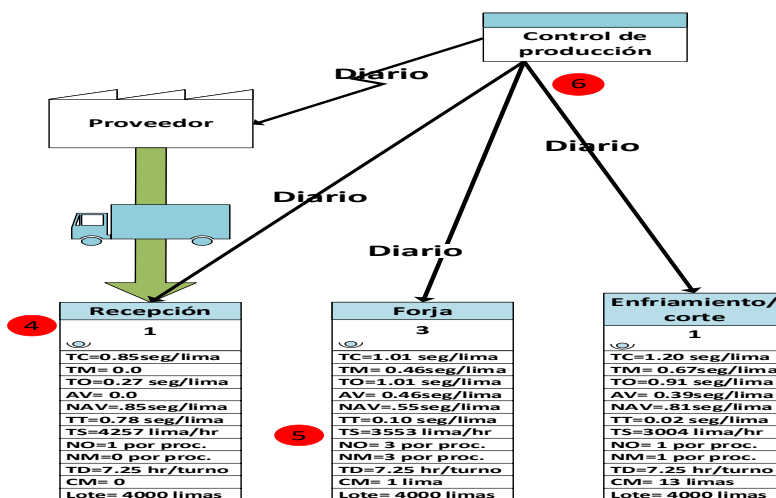 Control de
producción
Diario
6
Proveedor
Diario
Diario
Diario
4
Recepción
1
TC=0.85seg/lima
TM= 0.0
TO=0.27 seg/lima
AV= 0.0
NAV=.85seg/lima
TT=0.78 seg/lima
TS=4257 lima/hr
NO=1 por proc.
NM=0 por proc.
TD=7.25 hr/turno
CM= 0
Lote= 4000 limas
5
Forja
3
TC=1.01 seg/lima
TM= 0.46seg/lima
TO=1.01 seg/lima
AV= 0.46seg/lima
NAV=.55seg/lima
TT=0.10 seg/lima
TS=3553 lima/hr
NO= 3 por proc.
NM=3 por proc.
TD=7.25 hr/turno
CM= 1 lima
Lote= 4000 limas
Enfriamiento/
corte
1
TC=1.20 seg/lima
TM= 0.67seg/lima
TO=0.91 seg/lima
AV= 0.39seg/lima
NAV=.81seg/lima
TT=0.02 seg/lima
TS=3004 lima/hr
NO= 1 por proc.
NM=1 por proc.
TD=7.25 hr/turno
CM= 13 limas
Lote= 4000 limas